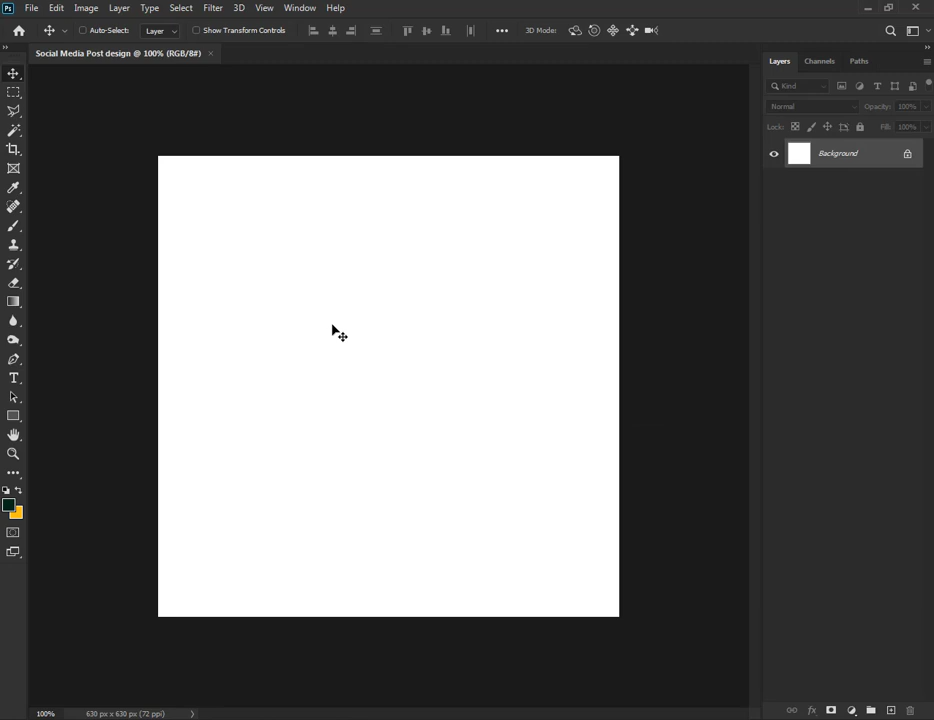 Ps File Edit Image Layer Type Select Filter 3D View Window Help
Auto-Select: Layer Show Transform Controls 3D Mode:
Social Media Post design @ 100% (RGB/8#)
Layers Channels Paths
Kind
Normal Opacity: 100%
Lock: Fill: 100%
Background
100% 630 px x 630 px (72 ppi)